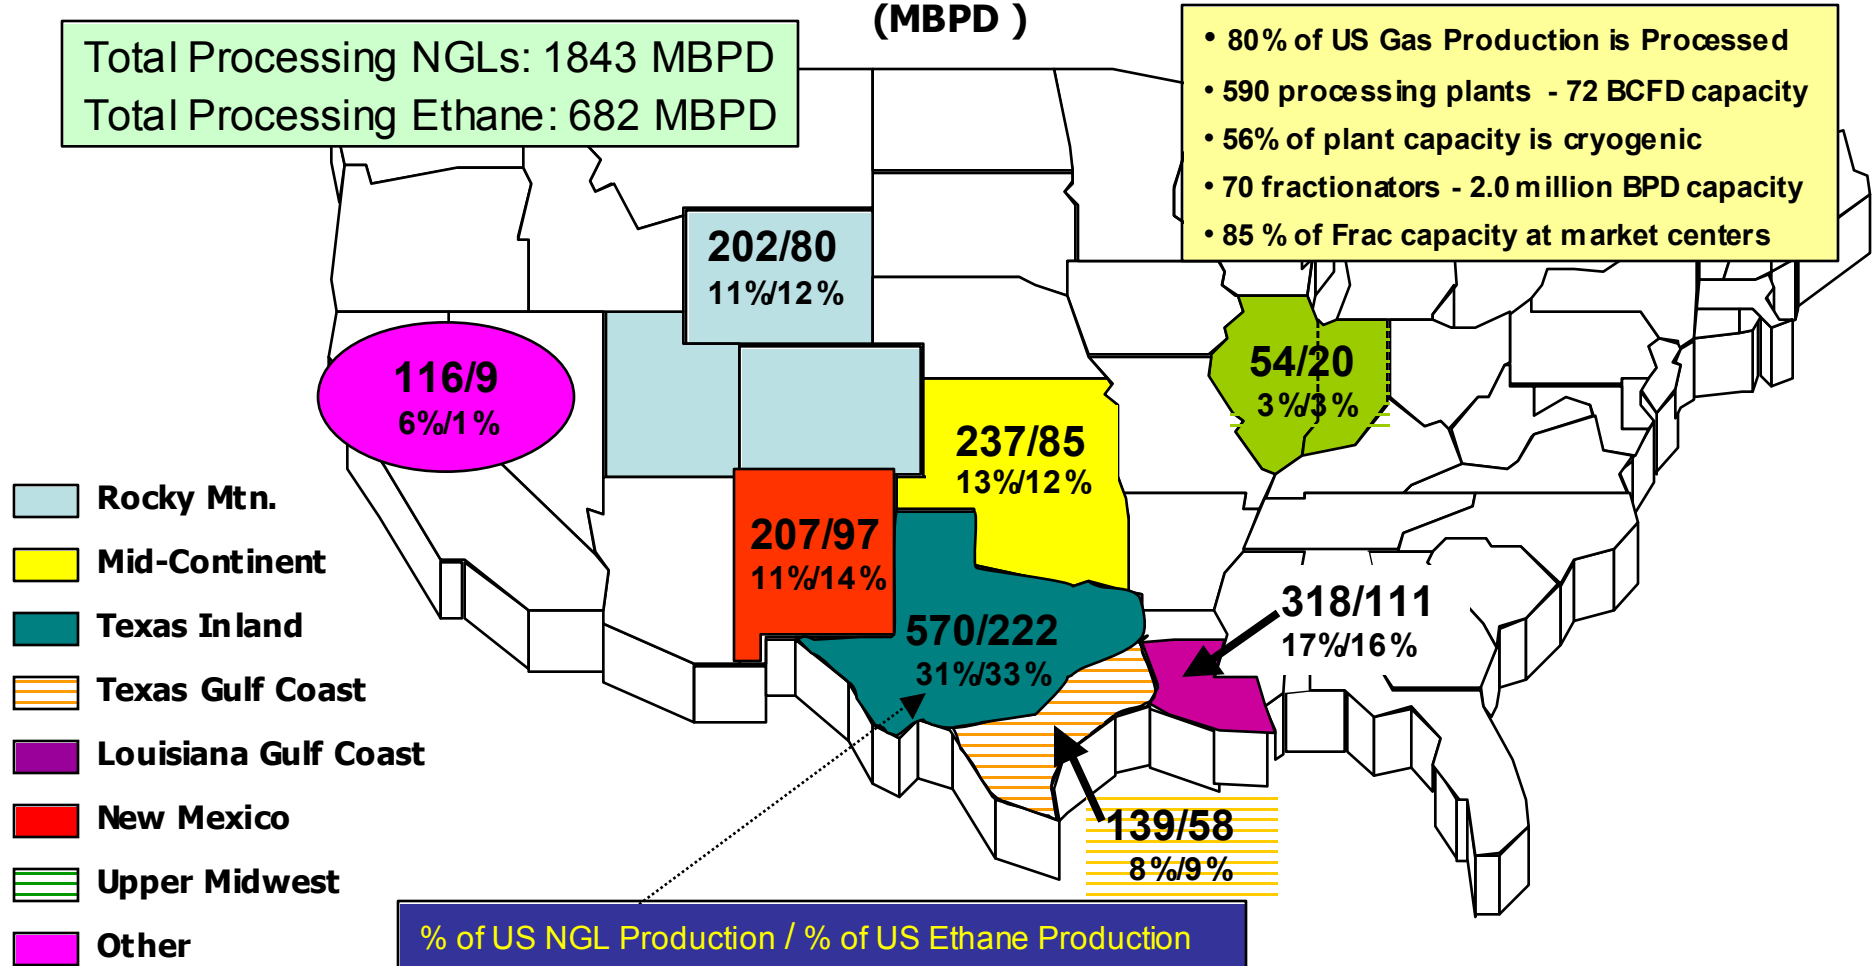 (MBPD )
Total Processing NGLs: 1843 MBPD
Total Processing Ethane: 682 MBPD
• 80% of US Gas Production is Processed
• 590 processing plants - 72 BCFD capacity
• 56% of plant capacity is cryogenic
• 70 fractionators - 2.0 million BPD capacity
• 85 % of Frac capacity at market centers
202/80
11%/12%
116/9
6%/1%
54/20
3%/3%
237/85
13%/12%
207/97
11%/14%
570/222
31%/33%
318/111
17%/16%
139/58
8%/9%
Rocky Mtn.
Mid-Continent
Texas Inland
Texas Gulf Coast
Louisiana Gulf Coast
New Mexico
Upper Midwest
Other
% of US NGL Production / % of US Ethane Production